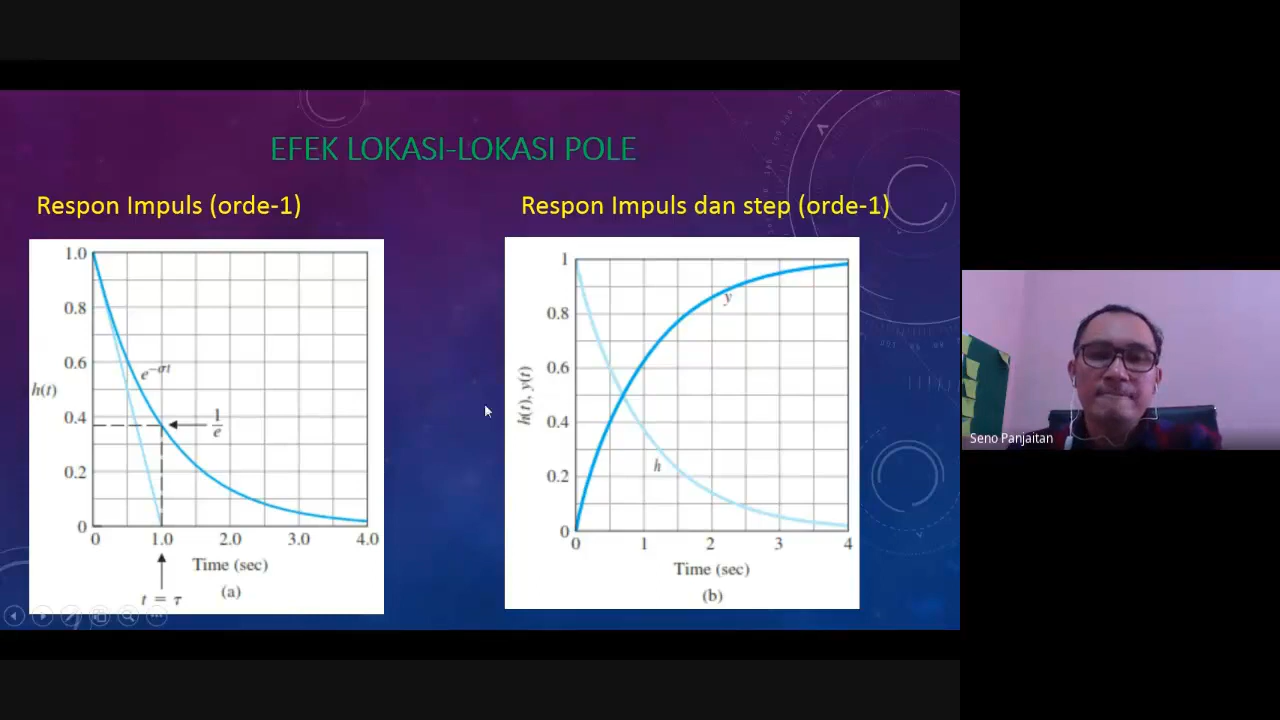 EFEK LOKASI-LOKASI POLE
Respon Impuls (orde-1)
1.0
0.8
0.6
h(t)
0.4
0.2
0
e^{-σt}
1/e
0 1.0 2.0 3.0 4.0
Time (sec)
t = τ
(a)
Respon Impuls dan step (orde-1)
1
0.8
0.6
h(t), y(t)
0.4
0.2
0
y
h
0 1 2 3 4
Time (sec)
(b)
Seno Panjaitan